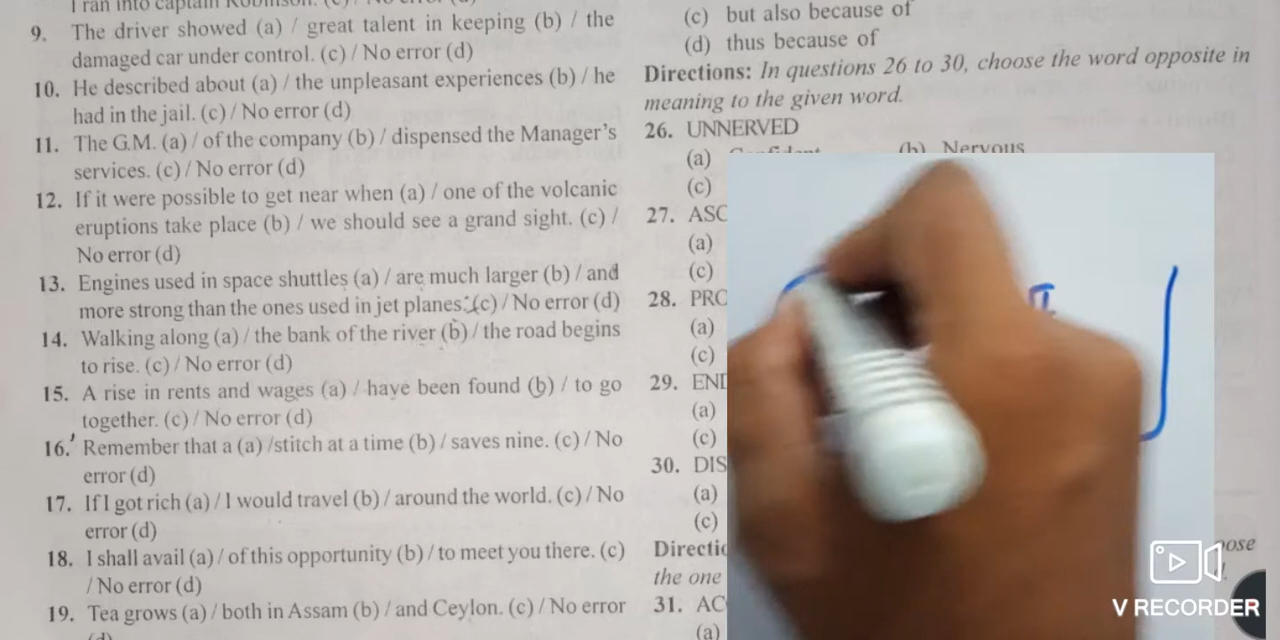 9. The driver showed (a) / great talent in keeping (b) / the
damaged car under control. (c) / No error (d)
10. He described about (a) / the unpleasant experiences (b) / he
had in the jail. (c) / No error (d)
11. The G.M. (a) / of the company (b) / dispensed the Manager's
services. (c) / No error (d)
12. If it were possible to get near when (a) / one of the volcanic
eruptions take place (b) / we should see a grand sight. (c) /
No error (d)
13. Engines used in space shuttles (a) / are much larger (b) / and
more strong than the ones used in jet planes. (c) / No error (d)
14. Walking along (a) / the bank of the river (b) / the road begins
to rise. (c) / No error (d)
15. A rise in rents and wages (a) / have been found (b) / to go
together. (c) / No error (d)
16. Remember that a (a) /stitch at a time (b) / saves nine. (c) / No
error (d)
17. If I got rich (a) / I would travel (b) / around the world. (c) / No
error (d)
18. I shall avail (a) / of this opportunity (b) / to meet you there. (c)
/ No error (d)
19. Tea grows (a) / both in Assam (b) / and Ceylon. (c) / No error
(c) but also because of
(d) thus because of
Directions: In questions 26 to 30, choose the word opposite in
meaning to the given word.
26. UNNERVED
(a) (b) Nervous
(c)
27. ASC
(a)
(c)
28. PRO
(a)
(c)
29. END
(a)
(c)
30. DIS
(a)
(c)
Directio
the one
31. AC
(a)
V RECORDER